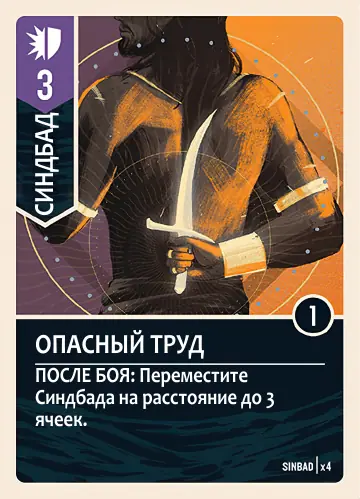 3
СИНДБАД
1
ОПАСНЫЙ ТРУД
ПОСЛЕ БОЯ: Переместите
Синдбада на расстояние до 3
ячеек.
SINBAD | x4